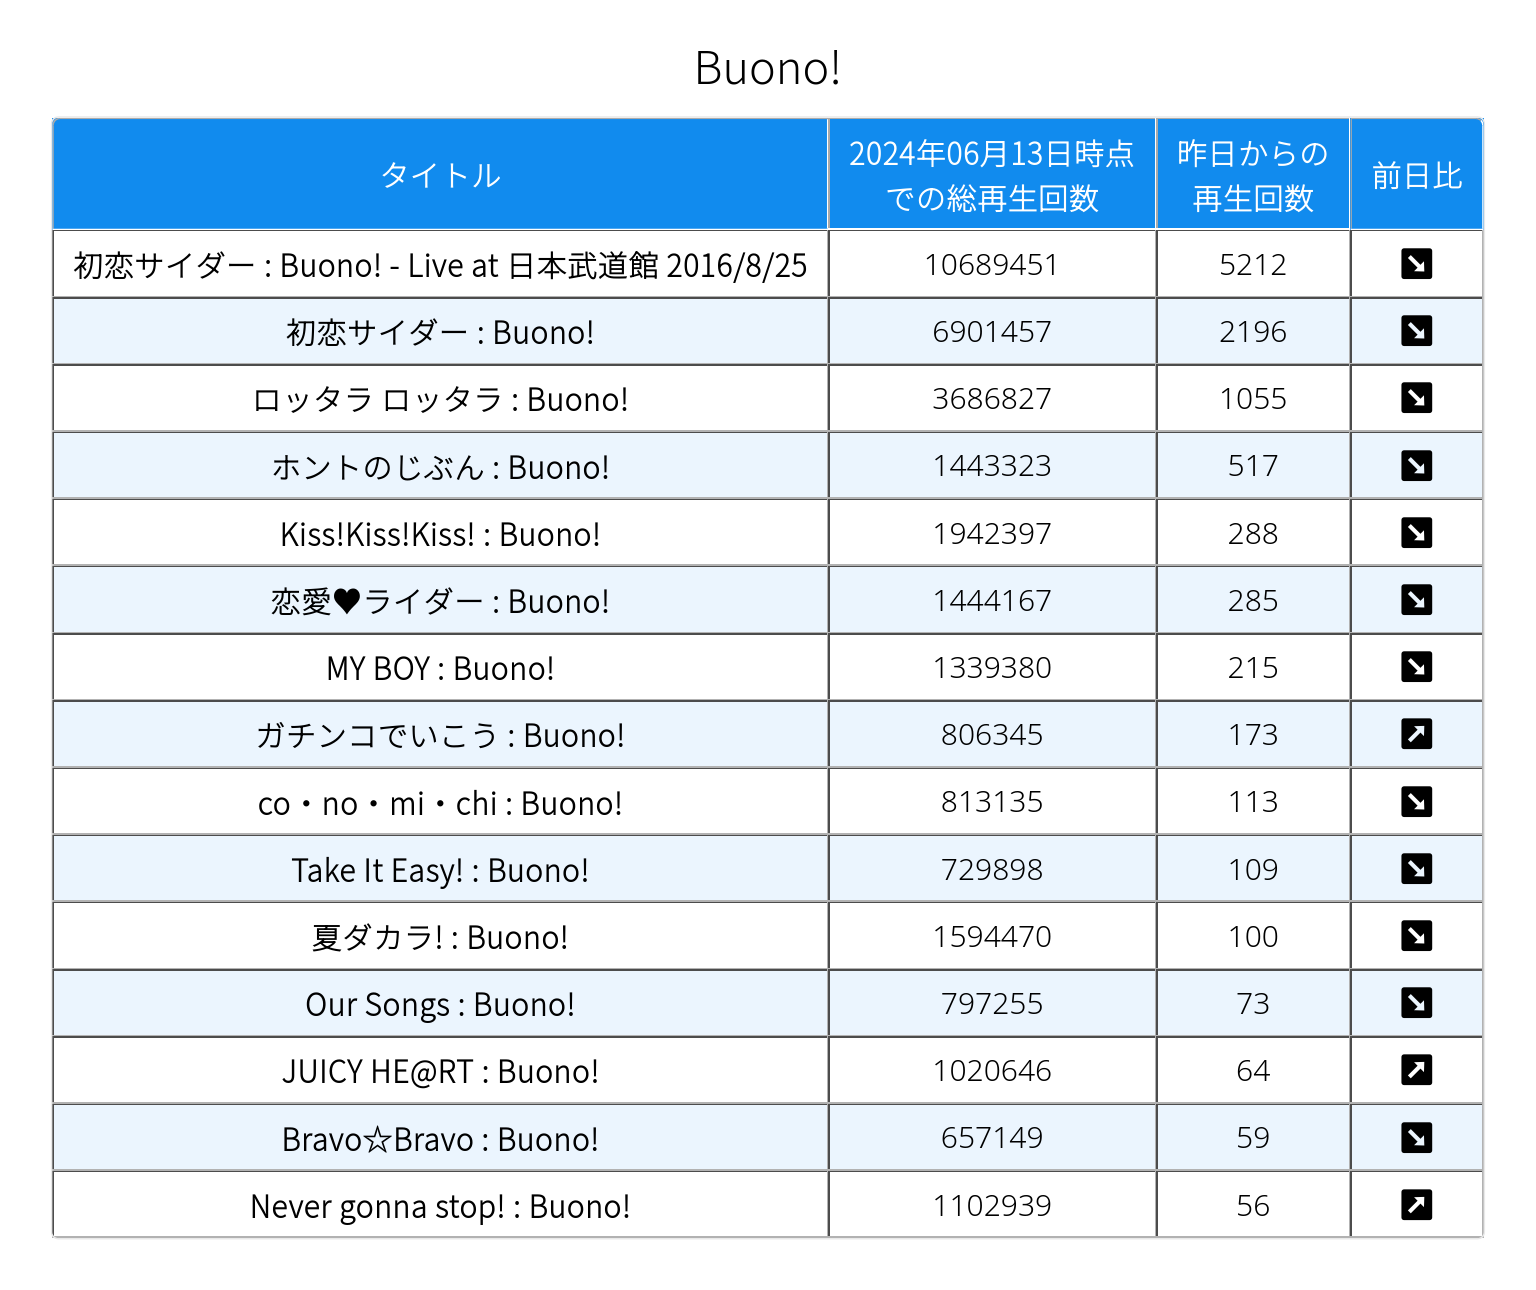 Buono!
タイトル
2024年06月13日時点
での総再生回数
昨日からの
再生回数
前日比
初恋サイダー : Buono! - Live at 日本武道館 2016/8/25 10689451 5212 ↘
初恋サイダー : Buono! 6901457 2196 ↘
ロッタラ ロッタラ : Buono! 3686827 1055 ↘
ホントのじぶん : Buono! 1443323 517 ↘
Kiss!Kiss!Kiss! : Buono! 1942397 288 ↘
恋愛♥ライダー : Buono! 1444167 285 ↘
MY BOY : Buono! 1339380 215 ↘
ガチンコでいこう : Buono! 806345 173 ↗
co・no・mi・chi : Buono! 813135 113 ↘
Take It Easy! : Buono! 729898 109 ↘
夏ダカラ! : Buono! 1594470 100 ↘
Our Songs : Buono! 797255 73 ↘
JUICY HE@RT : Buono! 1020646 64 ↗
Bravo☆Bravo : Buono! 657149 59 ↘
Never gonna stop! : Buono! 1102939 56 ↗